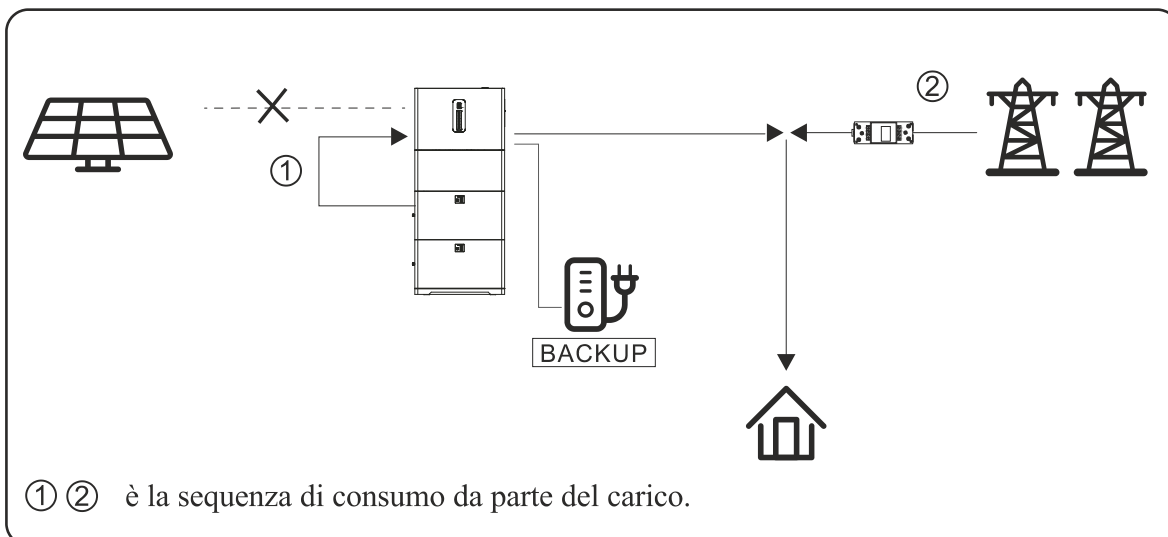 ②
①
BACKUP
① ② è la sequenza di consumo da parte del carico.